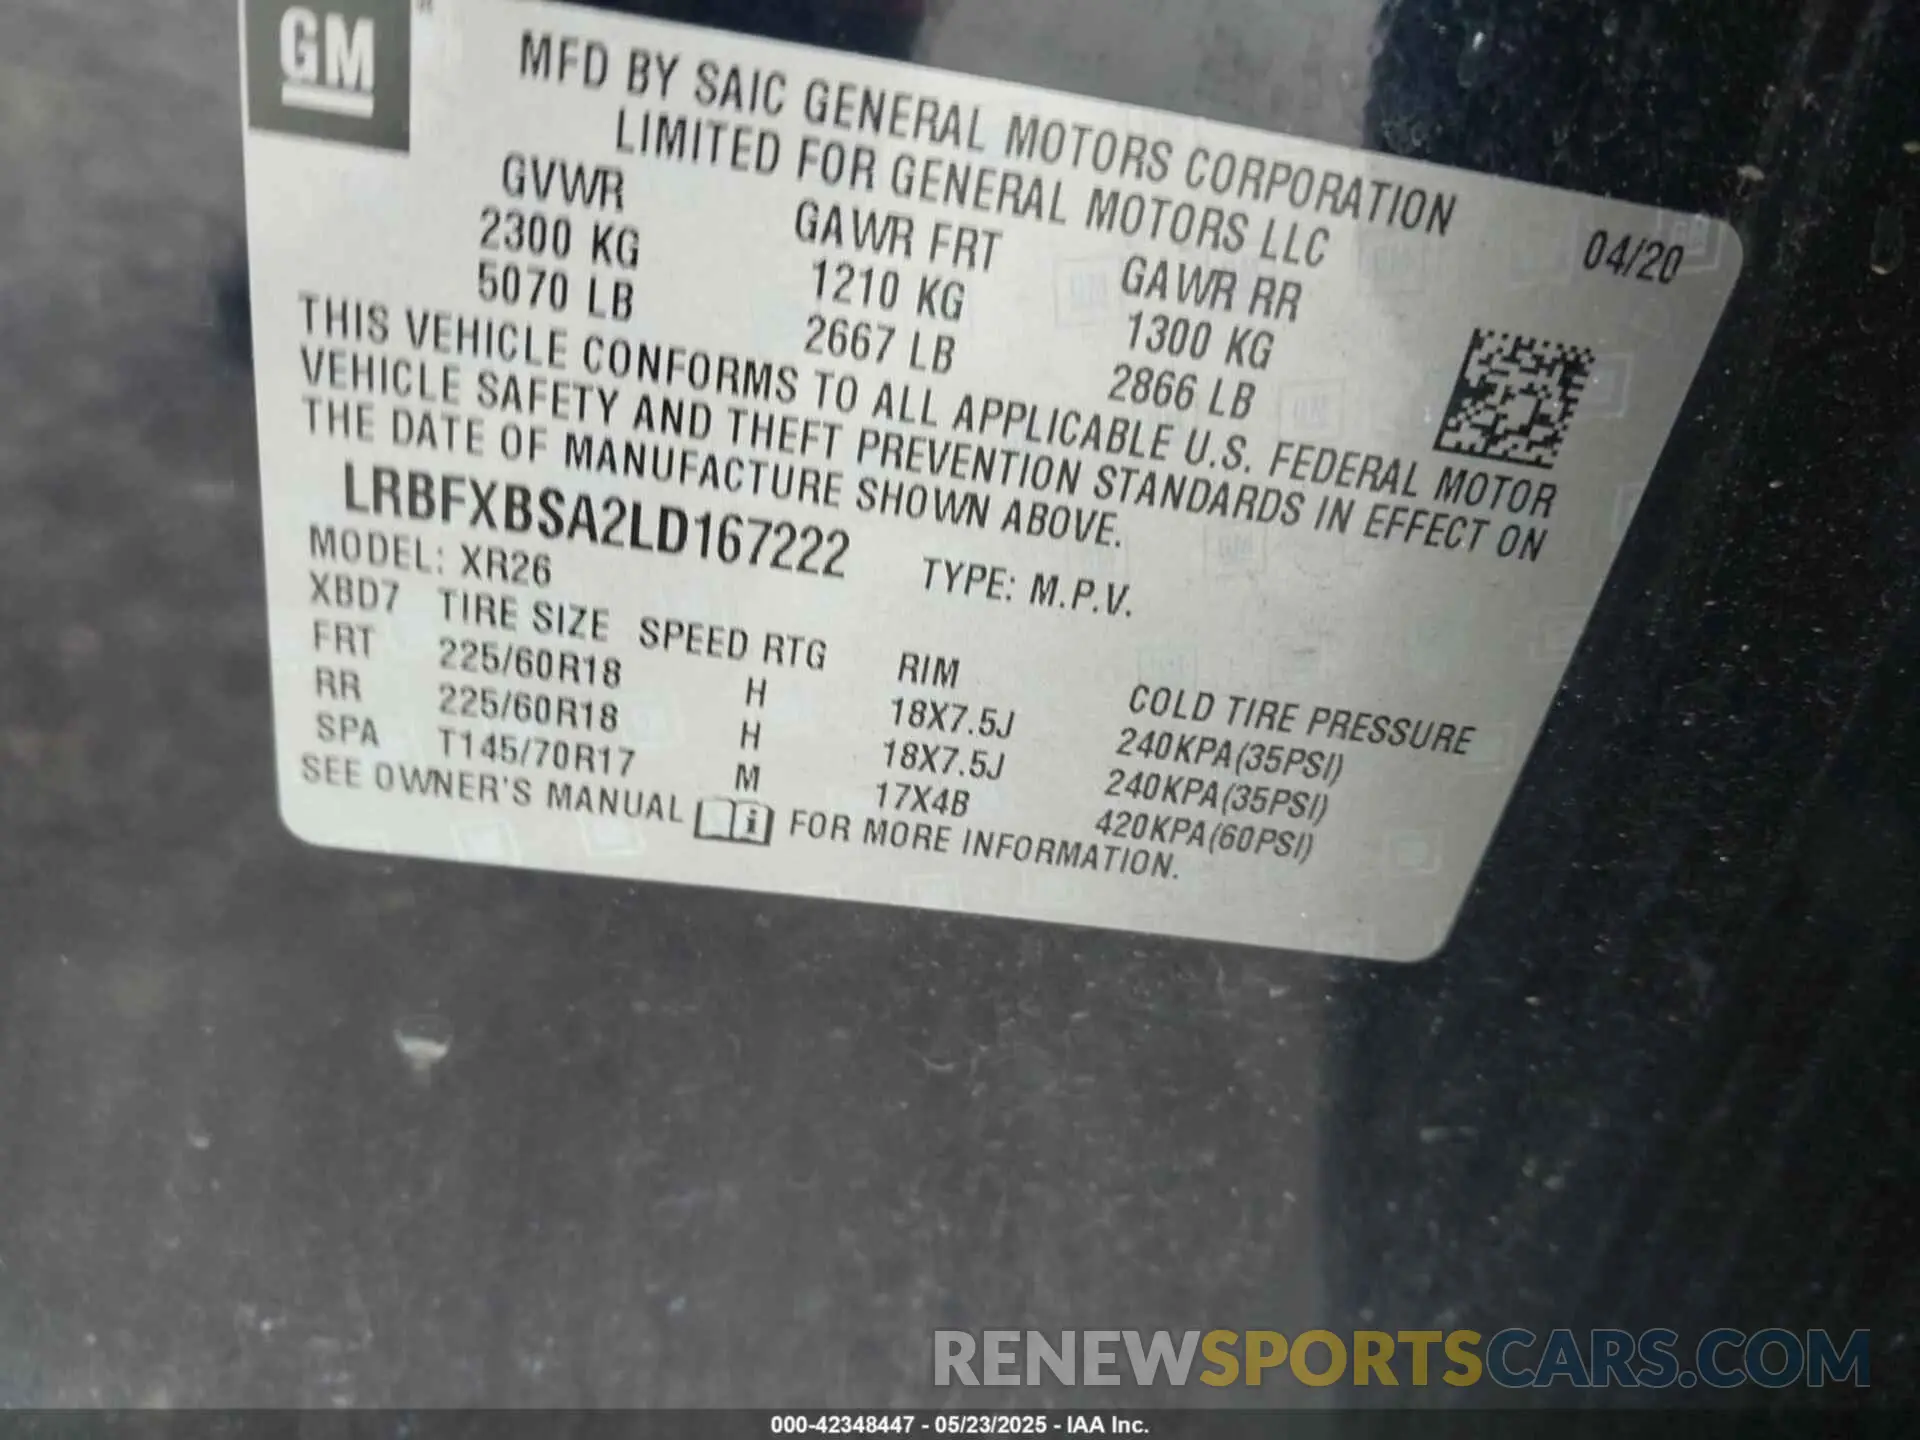 GM
MFD BY SAIC GENERAL MOTORS CORPORATION
LIMITED FOR GENERAL MOTORS LLC
04/20
GVWR GAWR FRT GAWR RR
2300 KG 1210 KG 1300 KG
5070 LB 2667 LB 2866 LB
THIS VEHICLE CONFORMS TO ALL APPLICABLE U.S. FEDERAL MOTOR
VEHICLE SAFETY AND THEFT PREVENTION STANDARDS IN EFFECT ON
THE DATE OF MANUFACTURE SHOWN ABOVE.
LRBFXBSA2LD167222 TYPE: M.P.V.
MODEL: XR26
XBD7 TIRE SIZE SPEED RTG RIM COLD TIRE PRESSURE
FRT 225/60R18 H 18X7.5J 240KPA(35PSI)
RR 225/60R18 H 18X7.5J 240KPA(35PSI)
SPA T145/70R17 M 17X4B 420KPA(60PSI)
SEE OWNER'S MANUAL i FOR MORE INFORMATION.
RENEWSPORTSCARS.COM
000-42348447 - 05/23/2025 - IAA Inc.